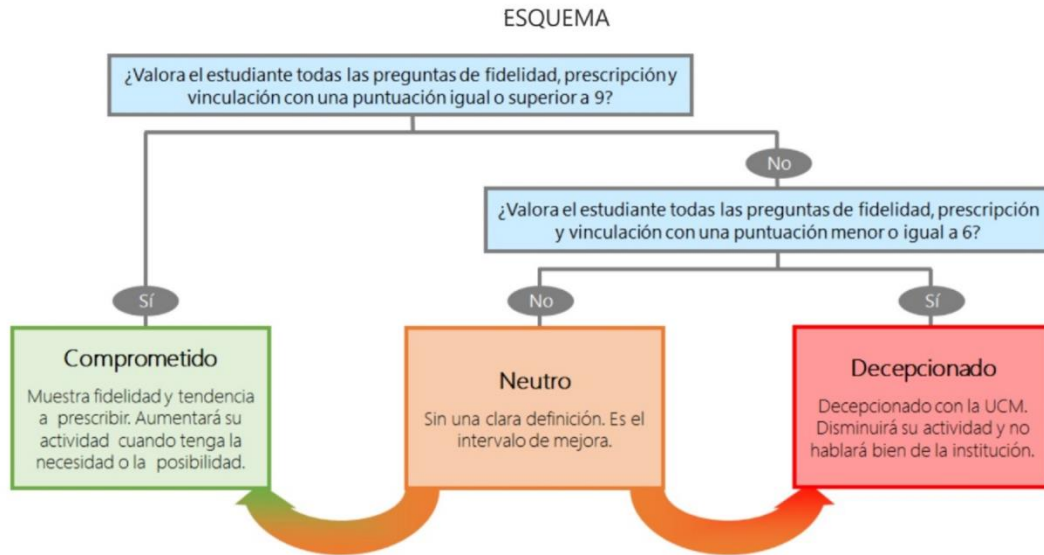 ESQUEMA
¿Valora el estudiante todas las preguntas de fidelidad, prescripción y
vinculación con una puntuación igual o superior a 9?
No
¿Valora el estudiante todas las preguntas de fidelidad, prescripción
y vinculación con una puntuación menor o igual a 6?
Sí
No
Sí
Comprometido
Muestra fidelidad y tendencia
a prescribir. Aumentará su
actividad cuando tenga la
necesidad o la posibilidad.
Neutro
Sin una clara definición. Es el
intervalo de mejora.
Decepcionado
Decepcionado con la UCM.
Disminuirá su actividad y no
hablará bien de la institución.